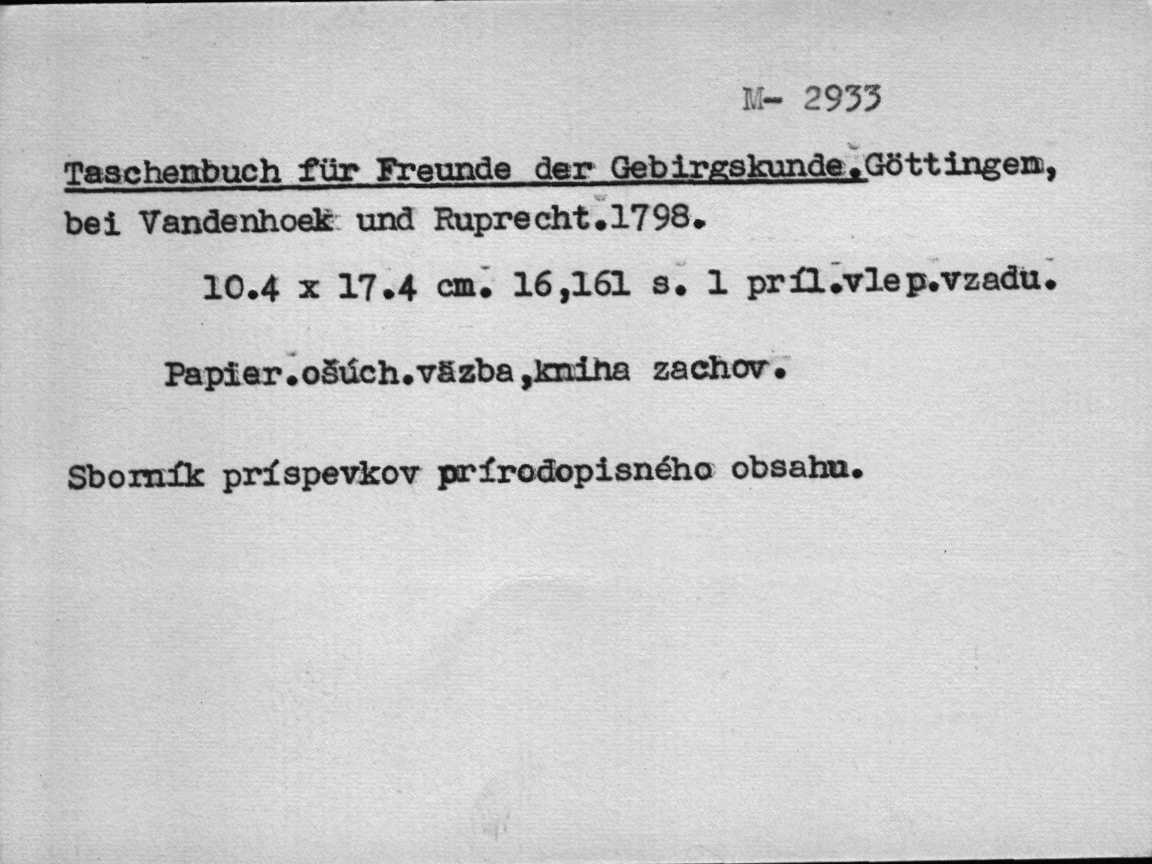 M- 2933
Taschenbuch für Freunde der Gebirgskunde.Göttingen,
bei Vandenhoek und Ruprecht.1798.
10.4 x 17.4 cm. 16,161 s. 1 príl.vlep.vzadu.
Papier.ošúch.väzba,kniha zachov.
Sborník príspevkov prírodopisného obsahu.